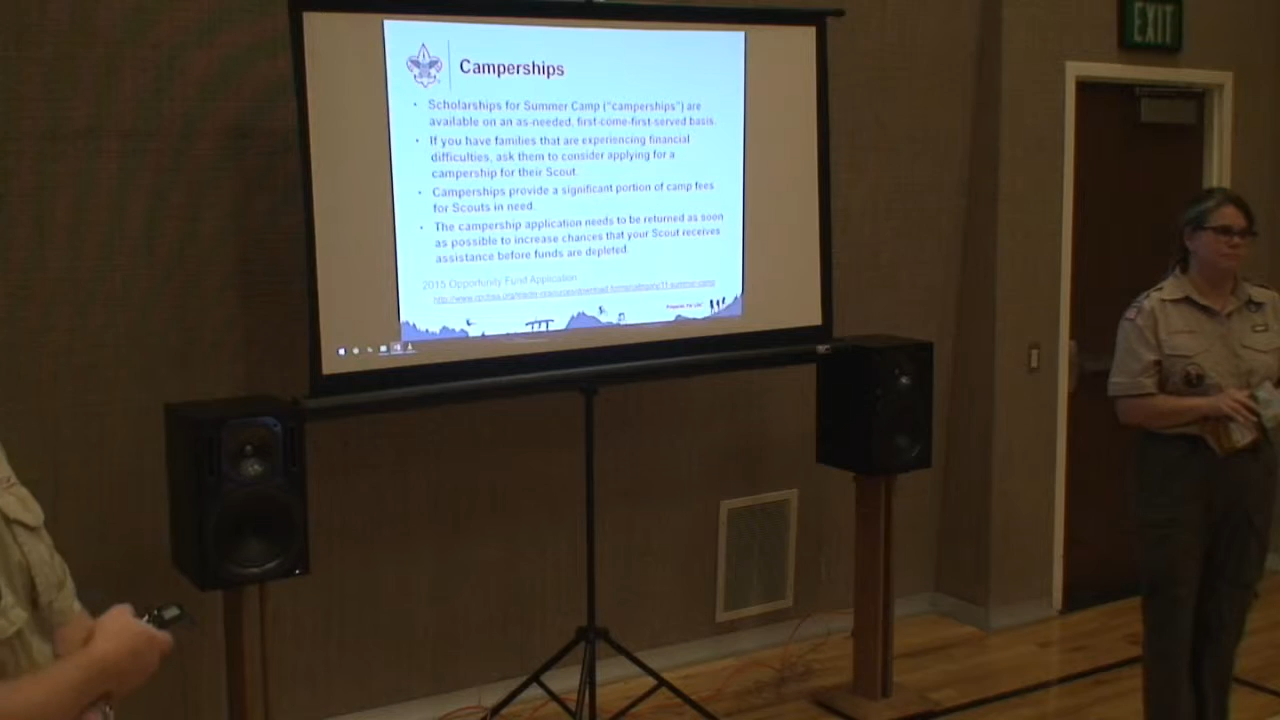 EXIT
Camperships
• Scholarships for Summer Camp ("camperships") are
available on an as-needed, first-come-first-served basis.
• If you have families that are experiencing financial
difficulties, ask them to consider applying for a
campership for their Scout.
• Camperships provide a significant portion of camp fees
for Scouts in need.
• The campership application needs to be returned as soon
as possible to increase chances that your Scout receives
assistance before funds are depleted.
2015 Opportunity Fund Application
Prepared. For Life.